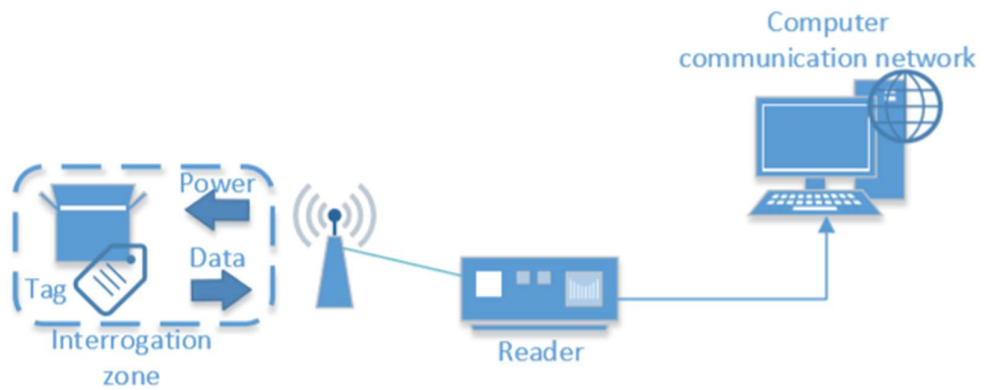 Computer
communication network
Power
Data
Tag
Interrogation
zone
Reader